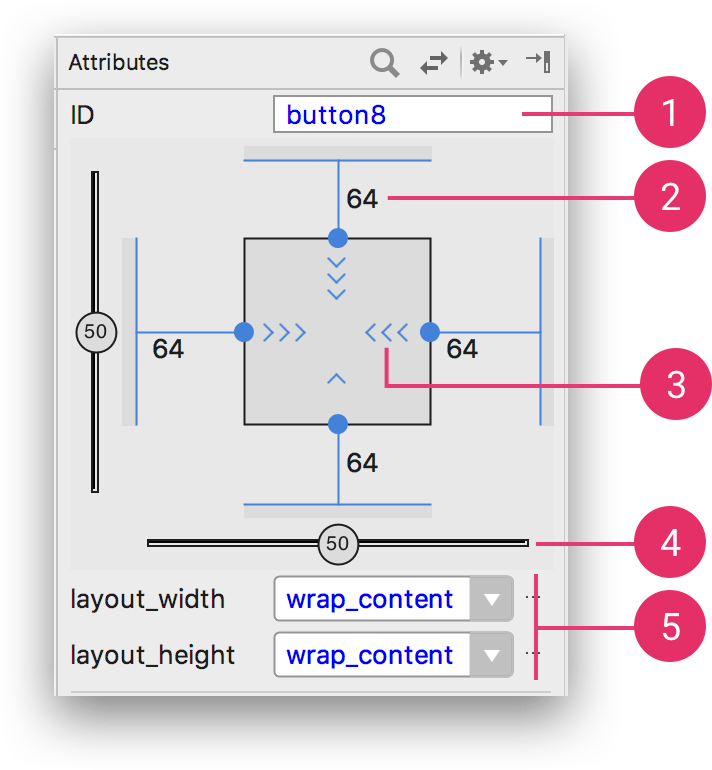 Attributes
ID button8 1
64 2
50
64 64
3
64
50 4
layout_width wrap_content
5
layout_height wrap_content